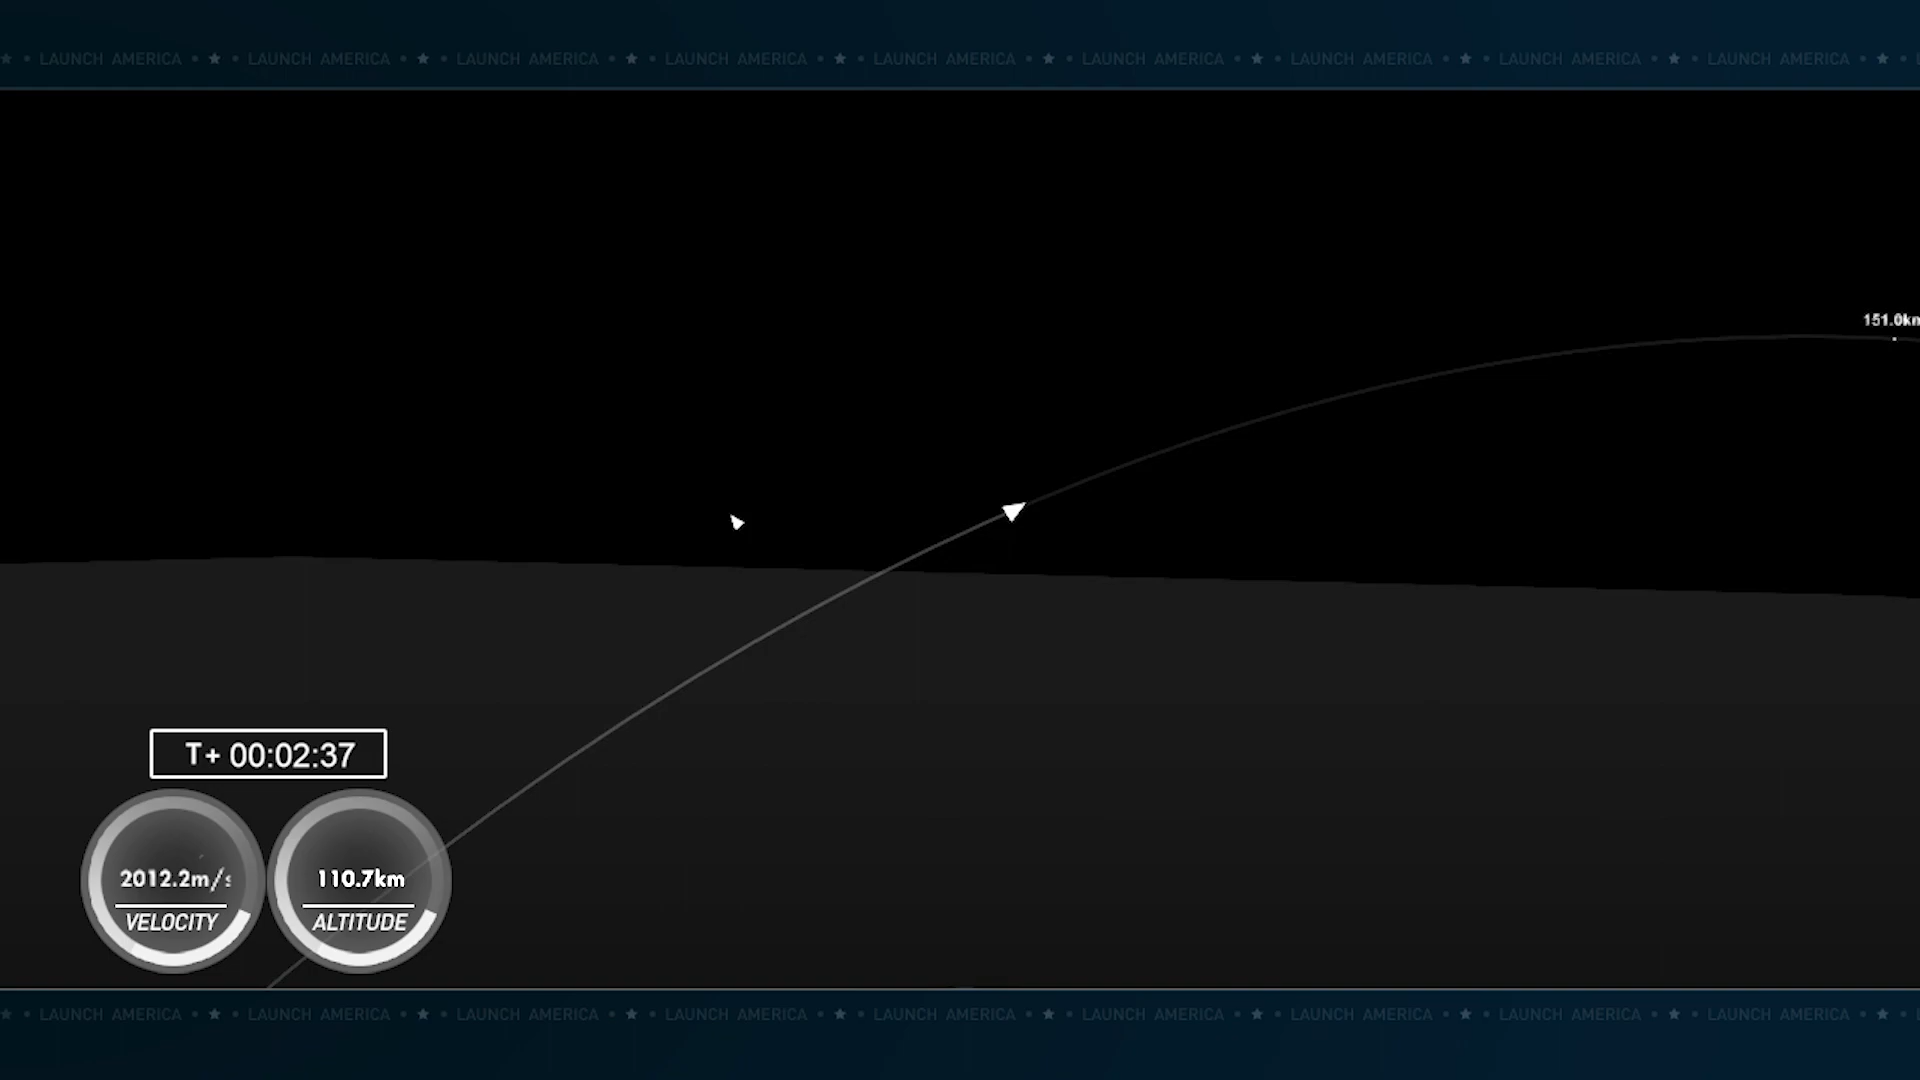 ★ • LAUNCH AMERICA • ★ • LAUNCH AMERICA • ★ • LAUNCH AMERICA • ★ • LAUNCH AMERICA • ★ • LAUNCH AMERICA • ★ • LAUNCH AMERICA • ★ • LAUNCH AMERICA • ★ • LAUNCH AMERICA • ★ • LAUNCH AMERICA • ★ •
151.0km
T+ 00:02:37
2012.2m/s 110.7km
VELOCITY ALTITUDE
★ • LAUNCH AMERICA • ★ • LAUNCH AMERICA • ★ • LAUNCH AMERICA • ★ • LAUNCH AMERICA • ★ • LAUNCH AMERICA • ★ • LAUNCH AMERICA • ★ • LAUNCH AMERICA • ★ • LAUNCH AMERICA • ★ • LAUNCH AMERICA • ★ •